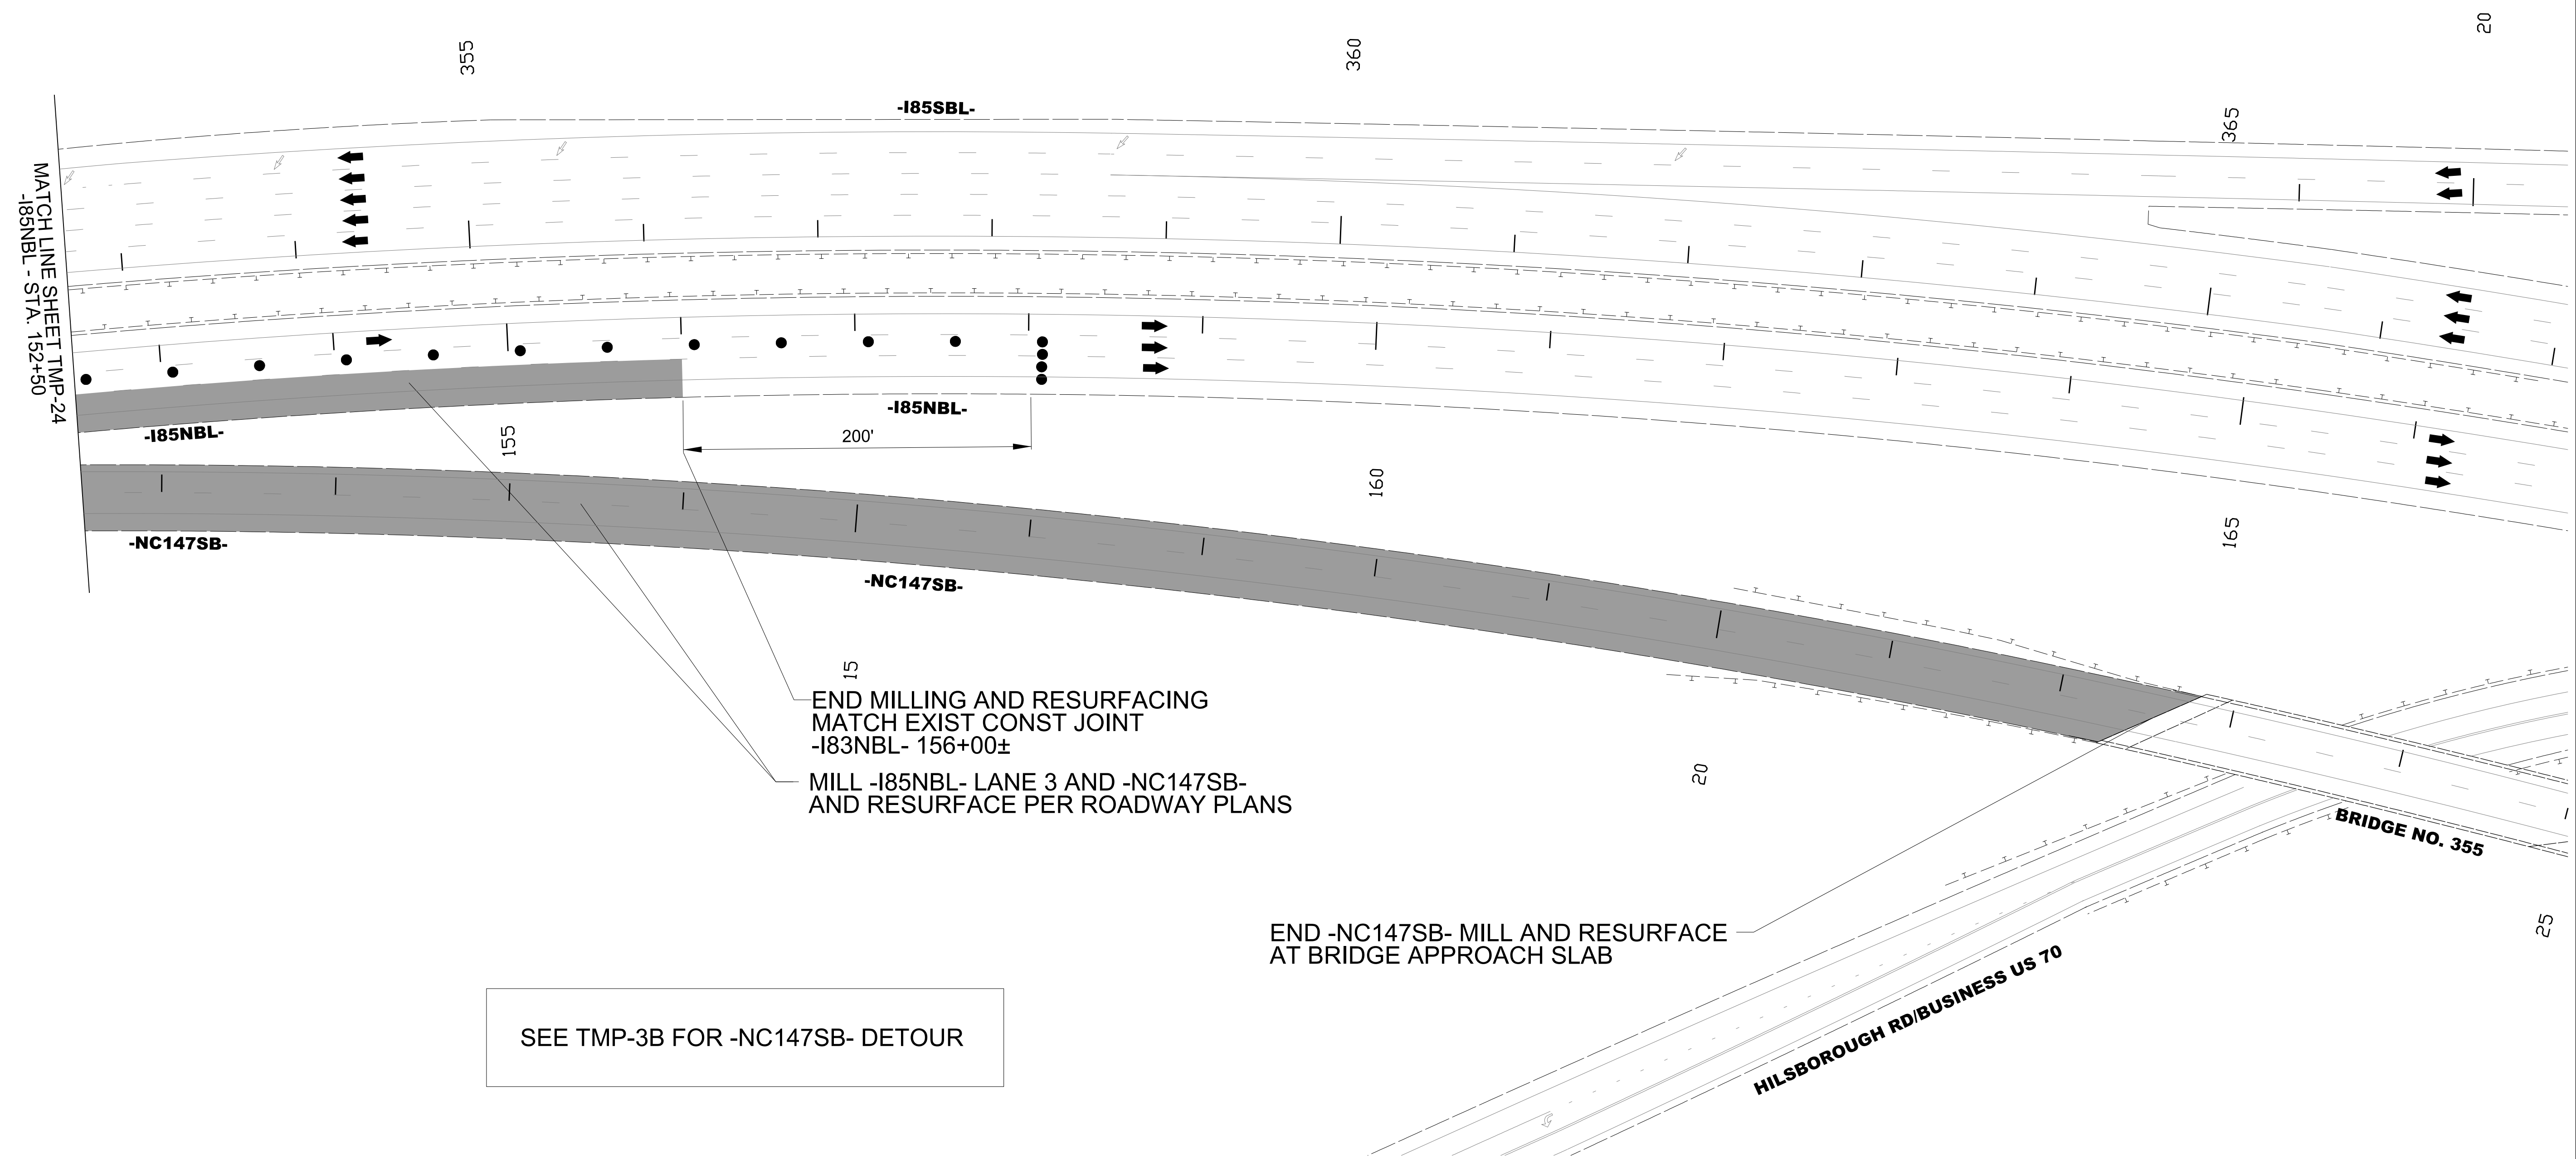 20
355
360
365
-I85SBL-
MATCH LINE SHEET TMP-24
-I85NBL - STA. 152+50
-I85NBL-
-I85NBL-
200'
155
160
165
-NC147SB-
-NC147SB-
15
20
25
END MILLING AND RESURFACING
MATCH EXIST CONST JOINT
-I83NBL- 156+00±
MILL -I85NBL- LANE 3 AND -NC147SB-
AND RESURFACE PER ROADWAY PLANS
BRIDGE NO. 355
END -NC147SB- MILL AND RESURFACE
AT BRIDGE APPROACH SLAB
HILSBOROUGH RD/BUSINESS US 70
SEE TMP-3B FOR -NC147SB- DETOUR